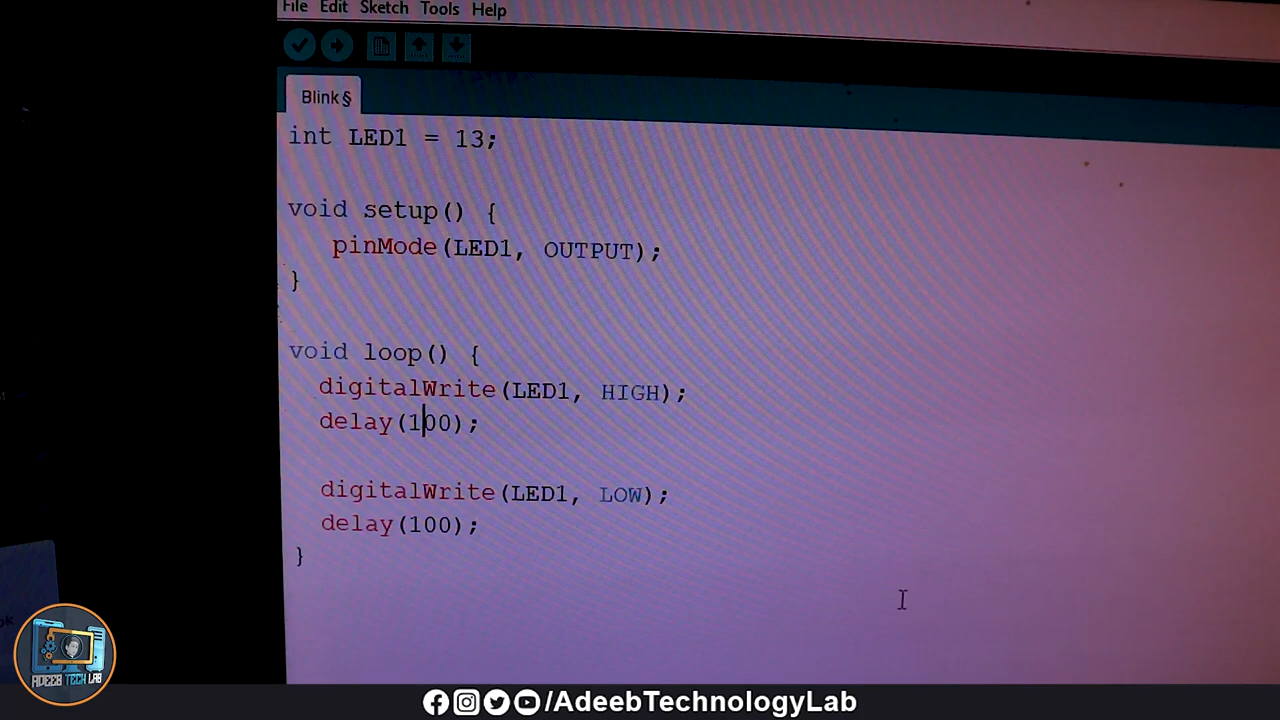 File Edit Sketch Tools Help
Blink§
int LED1 = 13;
void setup() {
pinMode(LED1, OUTPUT);
}
void loop() {
digitalWrite(LED1, HIGH);
delay(100);
digitalWrite(LED1, LOW);
delay(100);
}
ADEEB TECH LAB
/AdeebTechnologyLab